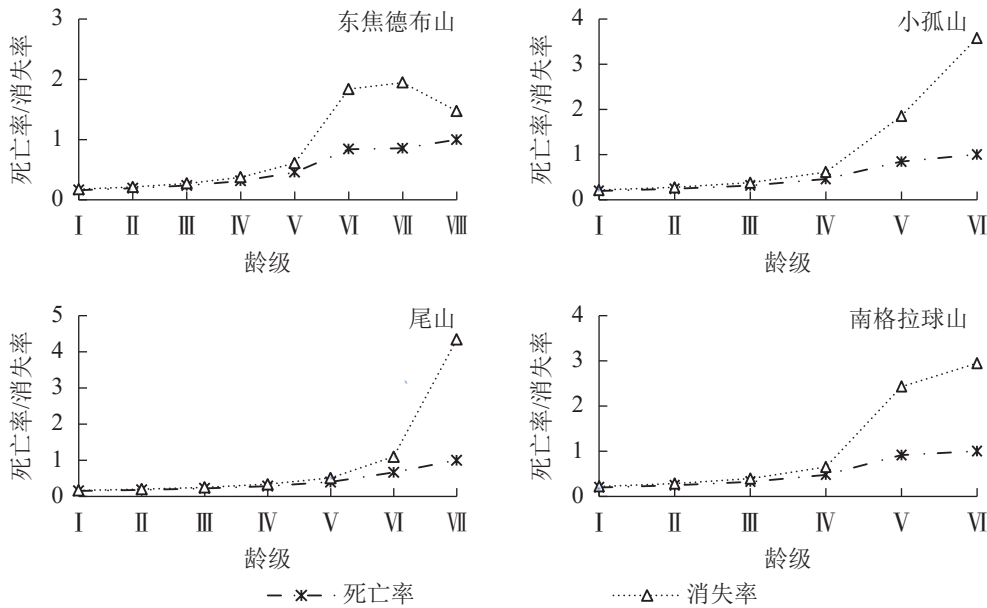 东焦德布山
死亡率/消失率
3
2
1
0
Ⅰ Ⅱ Ⅲ Ⅳ Ⅴ Ⅵ Ⅶ Ⅷ
龄级
小孤山
死亡率/消失率
4
3
2
1
0
Ⅰ Ⅱ Ⅲ Ⅳ Ⅴ Ⅵ
龄级
尾山
死亡率/消失率
5
4
3
2
1
0
Ⅰ Ⅱ Ⅲ Ⅳ Ⅴ Ⅵ Ⅶ
龄级
南格拉球山
死亡率/消失率
4
3
2
1
0
Ⅰ Ⅱ Ⅲ Ⅳ Ⅴ Ⅵ
龄级
死亡率 消失率